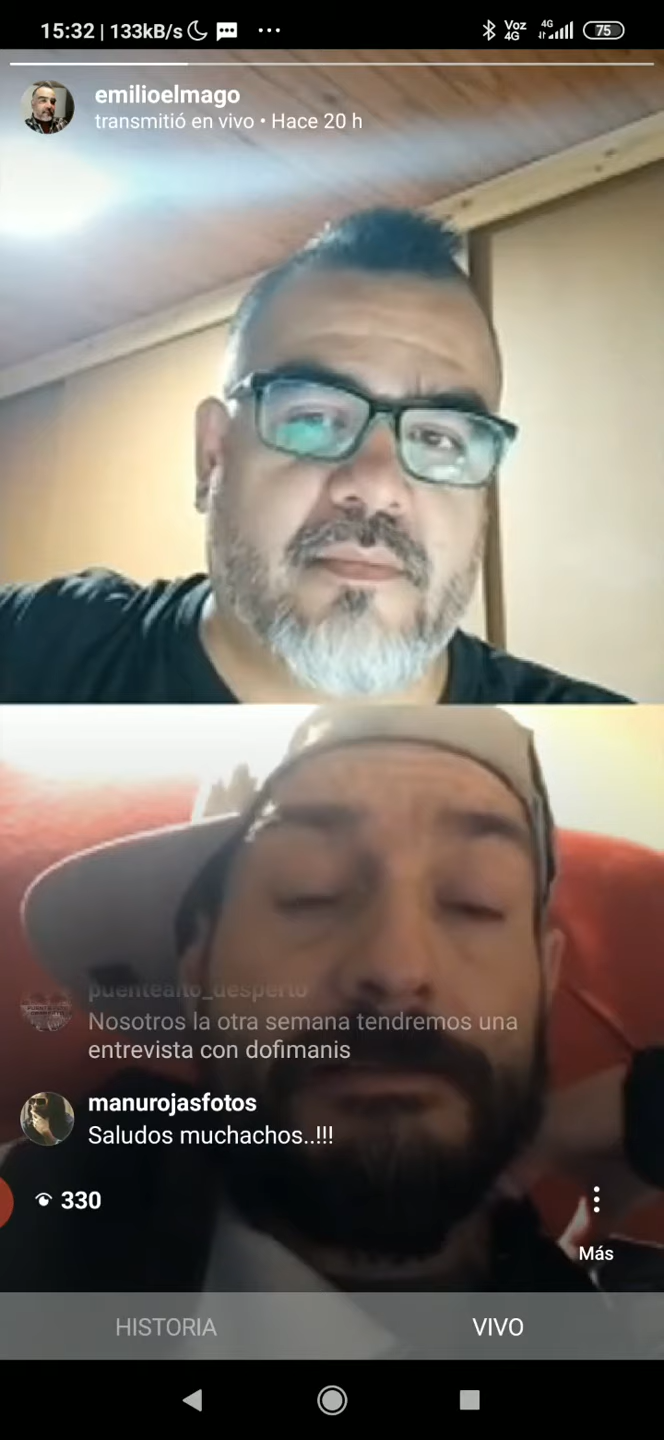 15:32 | 133kB/s
Voz 4G 4G 75
emilioelmago
transmitió en vivo • Hace 20 h
puentealto_desperto
Nosotros la otra semana tendremos una
entrevista con dofimanis
manurojasfotos
Saludos muchachos..!!!
330
Más
HISTORIA VIVO